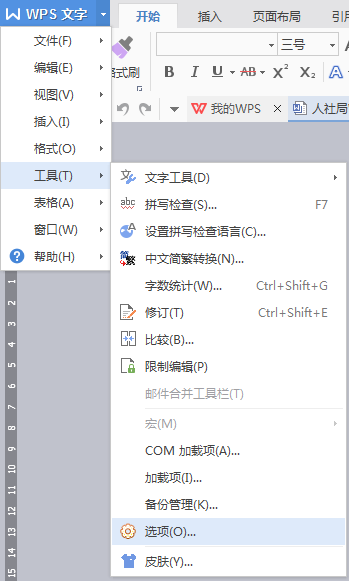 WPS 文字 开始 插入 页面布局 引
文件(F)
编辑(E)
视图(V)
插入(I)
格式(O)
工具(T)
表格(A)
窗口(W)
帮助(H)
三号
格式刷 B I U AB X² X₂ A
我的WPS 人社局
文字工具(D)
拼写检查(S)... F7
设置拼写检查语言(C)...
中文简繁转换(N)...
字数统计(W)... Ctrl+Shift+G
修订(T) Ctrl+Shift+E
比较(B)...
限制编辑(P)
邮件合并工具栏(T)
宏(M)
COM 加载项(A)...
加载项(I)...
备份管理(K)...
选项(O)...
皮肤(Y)...
1
2
3
4
5
6
7
8
9
10
11
12
13
14
15